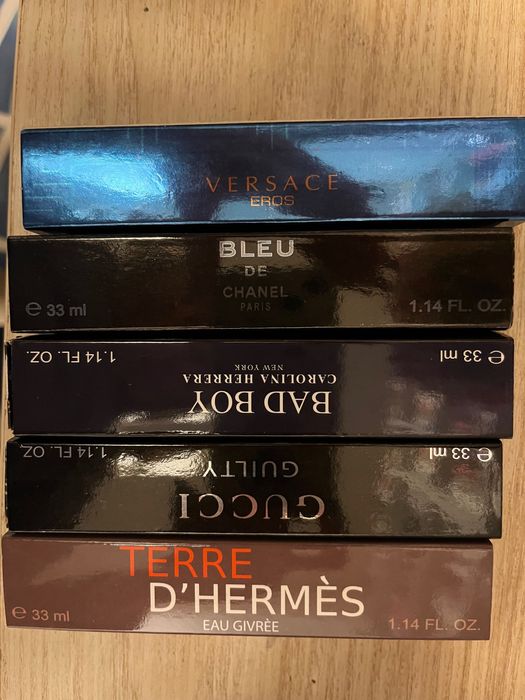 VERSACE
EROS
BLEU
DE
CHANEL
PARIS
e 33 ml
1.14 FL. OZ.
BAD BOY
CAROLINA HERRERA
NEW YORK
e 33 ml
1.14 FL. OZ.
GUCCI
GUILTY
e 33 ml
1.14 FL. OZ.
TERRE
D'HERMÈS
EAU GIVRÈE
e 33 ml
1.14 FL. OZ.